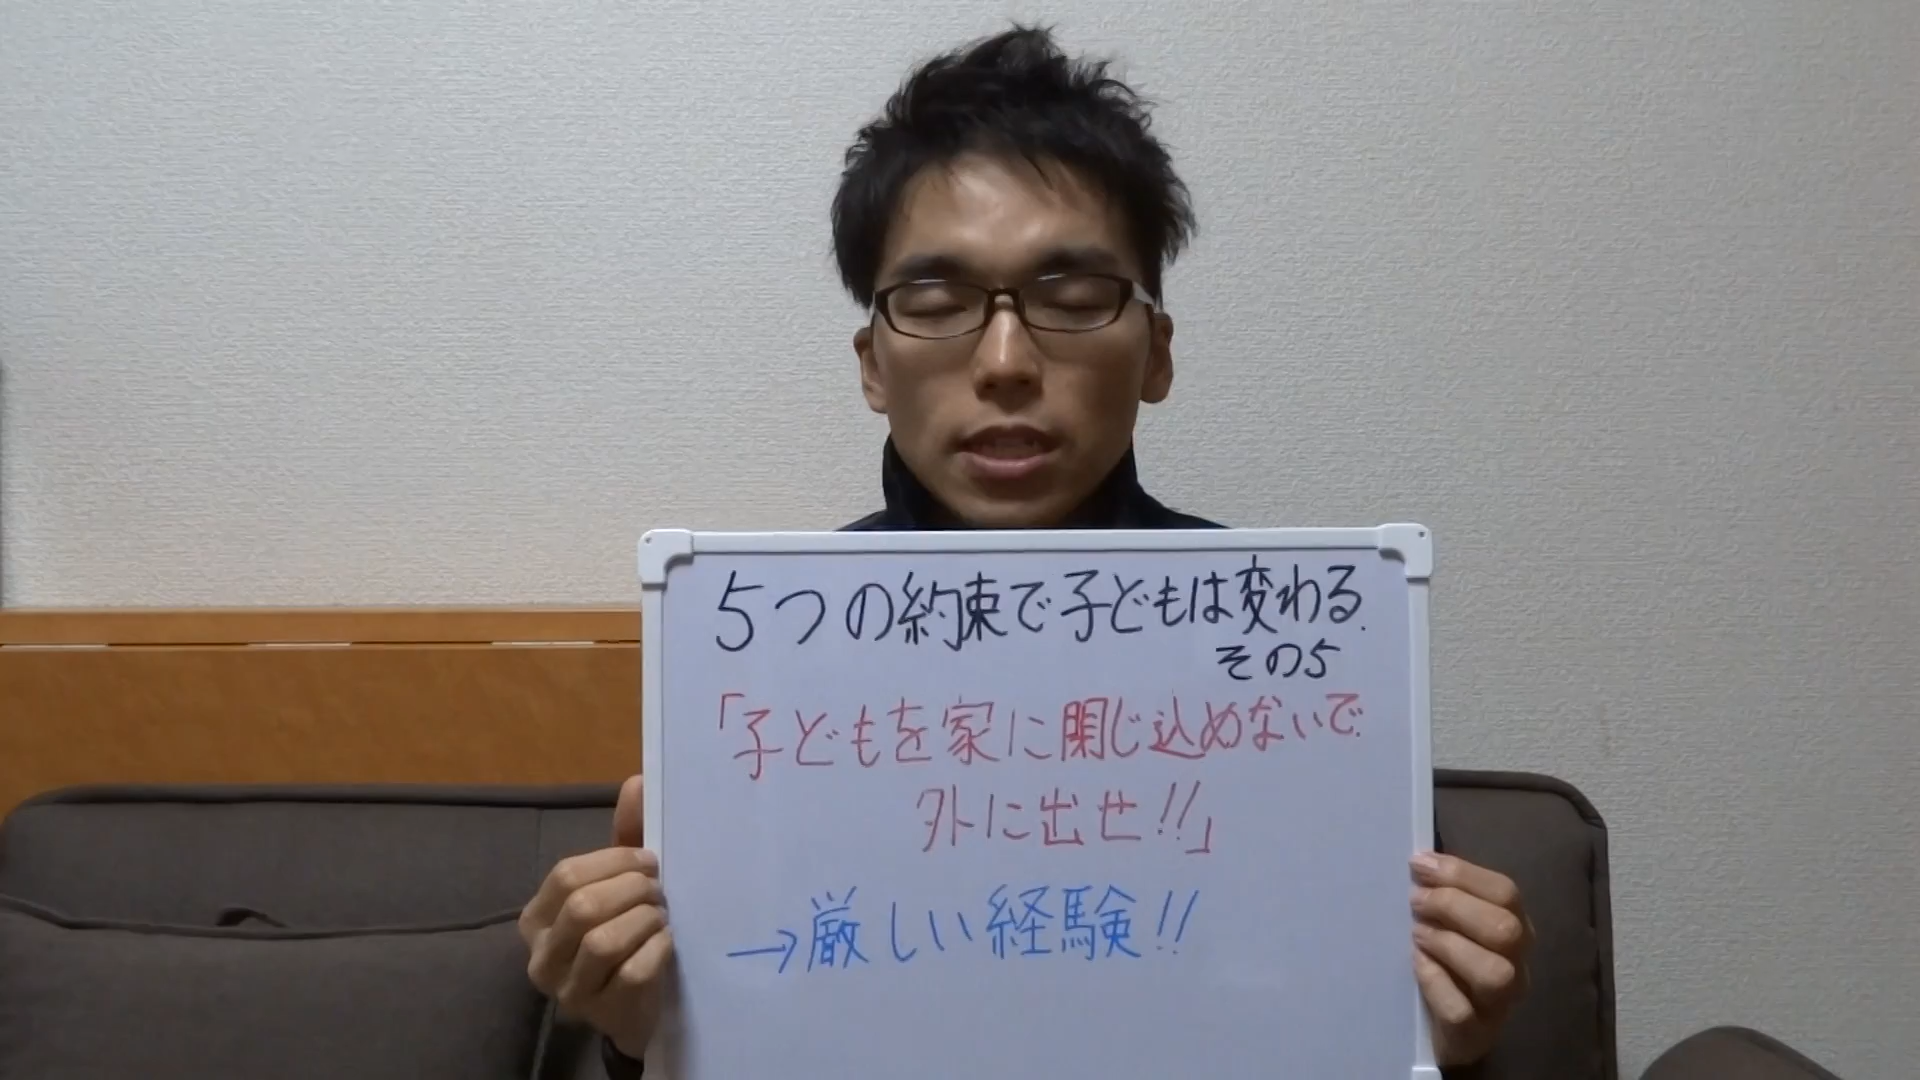 5つの約束で子どもは変わる.
その5
「子どもを家に閉じ込めないで
外に出せ!!」
→厳しい経験!!